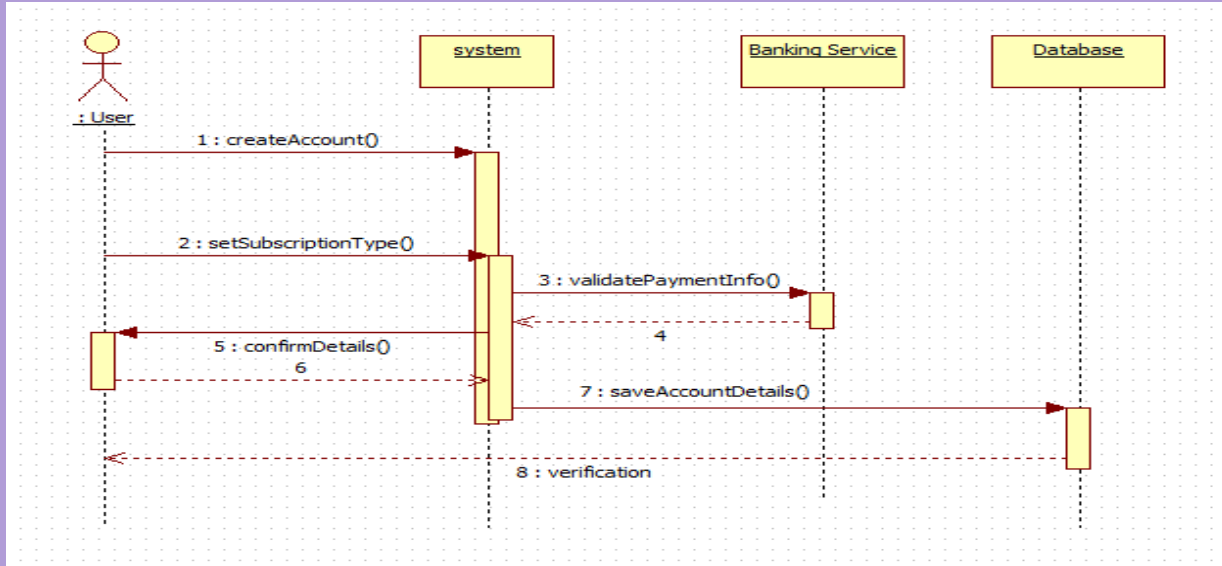 system
Banking Service
Database
: User
1 : createAccount()
2 : setSubscriptionType()
3 : validatePaymentInfo()
4
5 : confirmDetails()
6
7 : saveAccountDetails()
8 : verification